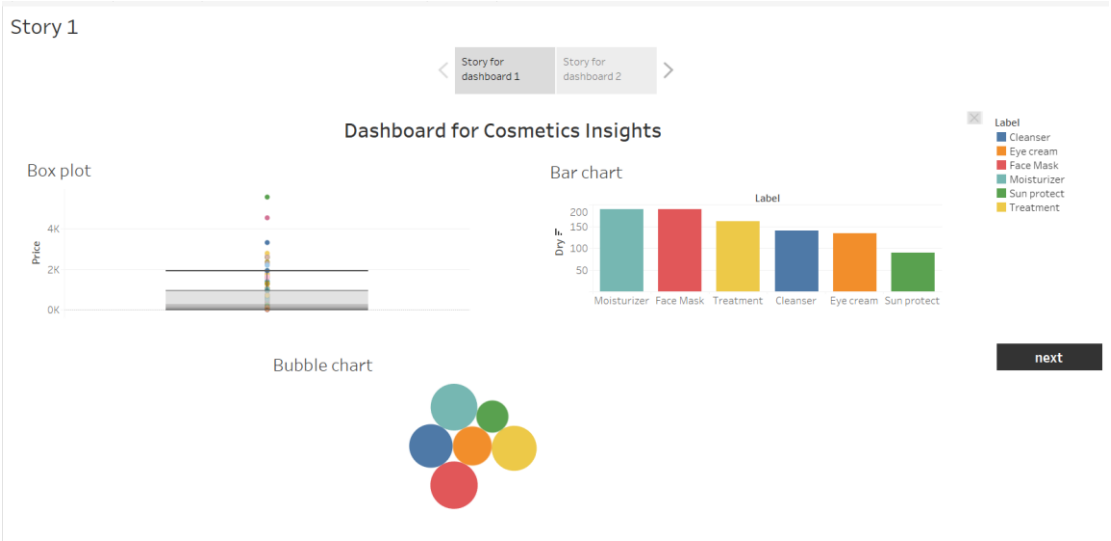 Story 1
Story for
dashboard 1
Story for
dashboard 2
Dashboard for Cosmetics Insights
Label
Cleanser
Eye cream
Face Mask
Moisturizer
Sun protect
Treatment
Box plot
Price
4K
2K
0K
Bar chart
Label
Dry
200
150
100
50
Moisturizer Face Mask Treatment Cleanser Eye cream Sun protect
next
Bubble chart